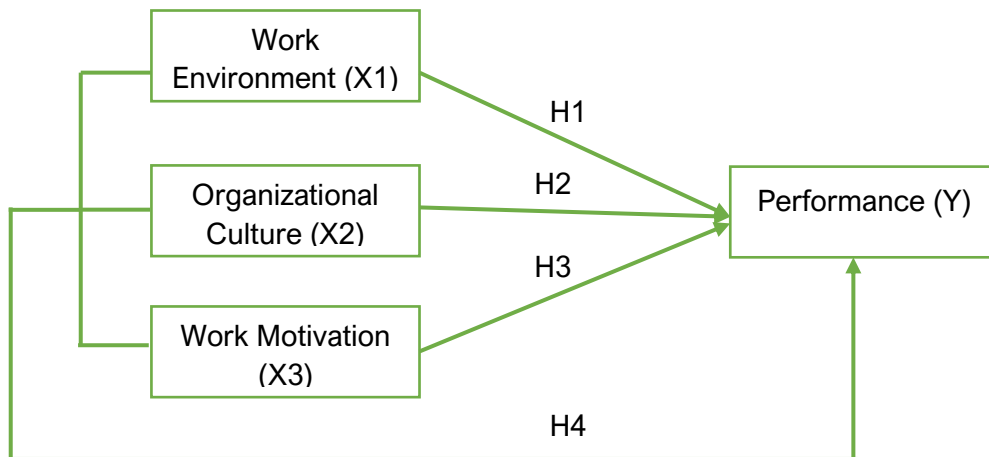 Work
Environment (X1)
H1
Organizational
Culture (X2)
H2
Performance (Y)
H3
Work Motivation
(X3)
H4